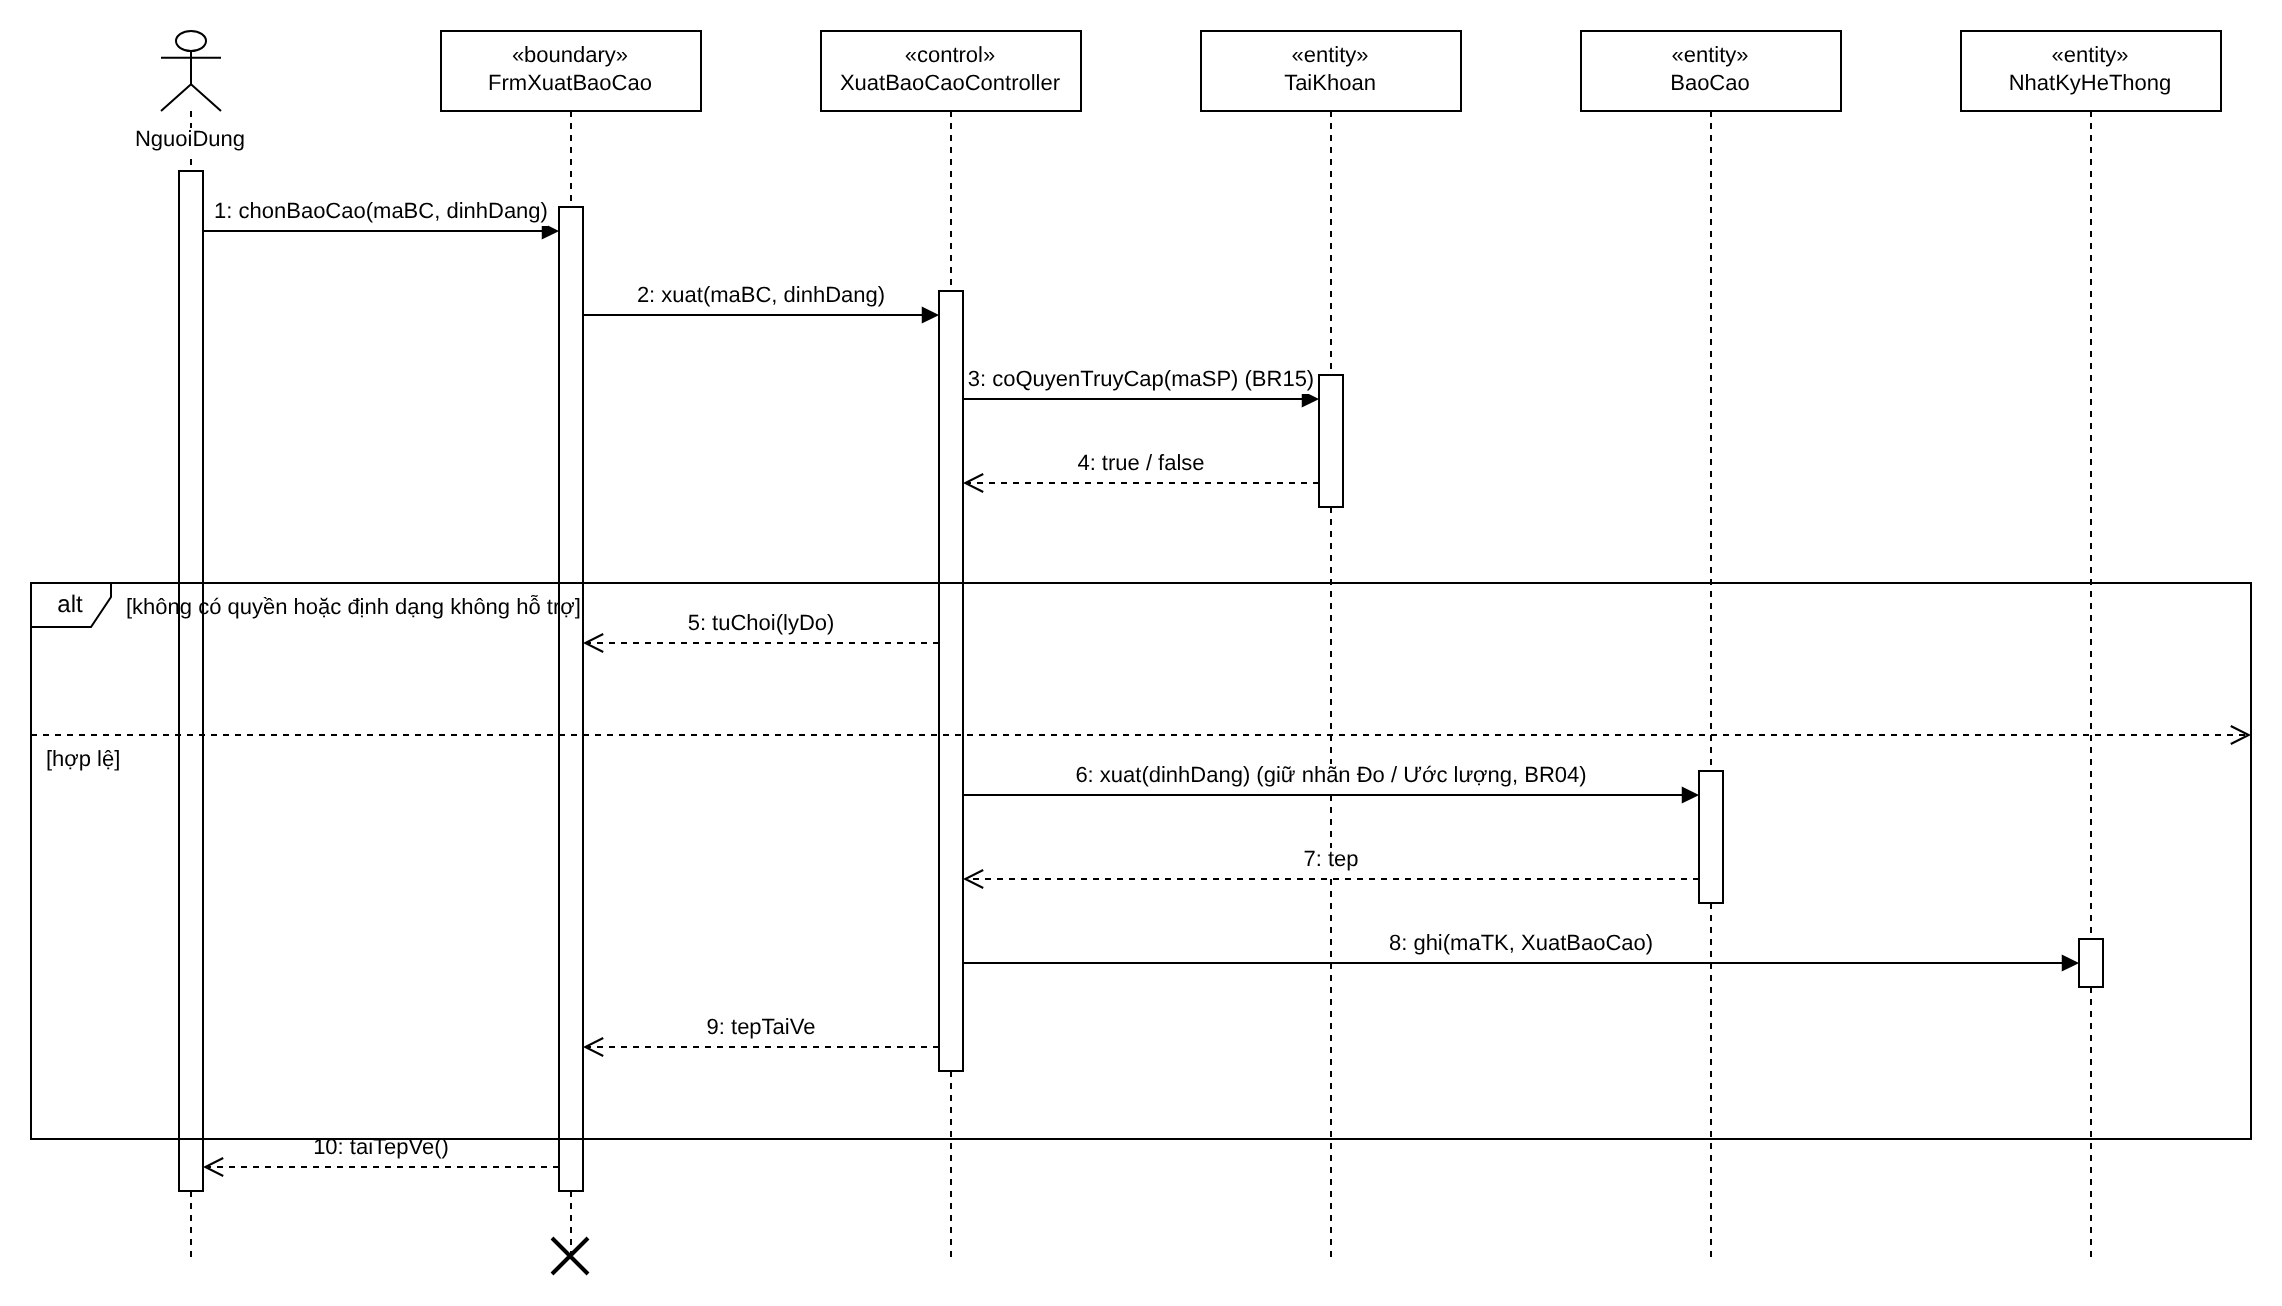 «boundary»
FrmXuatBaoCao
«control»
XuatBaoCaoController
«entity»
TaiKhoan
«entity»
BaoCao
«entity»
NhatKyHeThong
NguoiDung
1: chonBaoCao(maBC, dinhDang)
2: xuat(maBC, dinhDang)
3: coQuyenTruyCap(maSP) (BR15)
4: true / false
alt
[không có quyền hoặc định dạng không hỗ trợ]
5: tuChoi(lyDo)
[hợp lệ]
6: xuat(dinhDang) (giữ nhãn Đo / Ước lượng, BR04)
7: tep
8: ghi(maTK, XuatBaoCao)
9: tepTaiVe
10: taiTepVe()